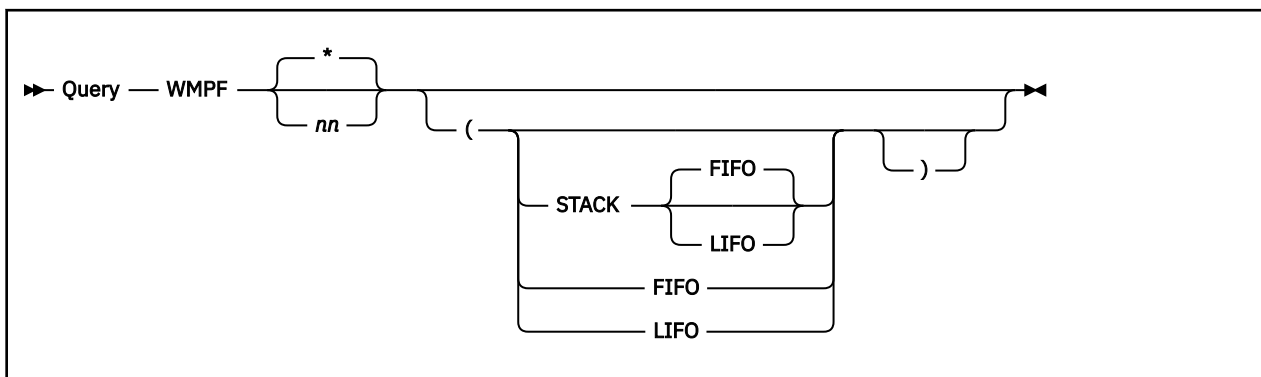 *
Query WMPF
nn
(
)
FIFO
STACK
LIFO
FIFO
LIFO